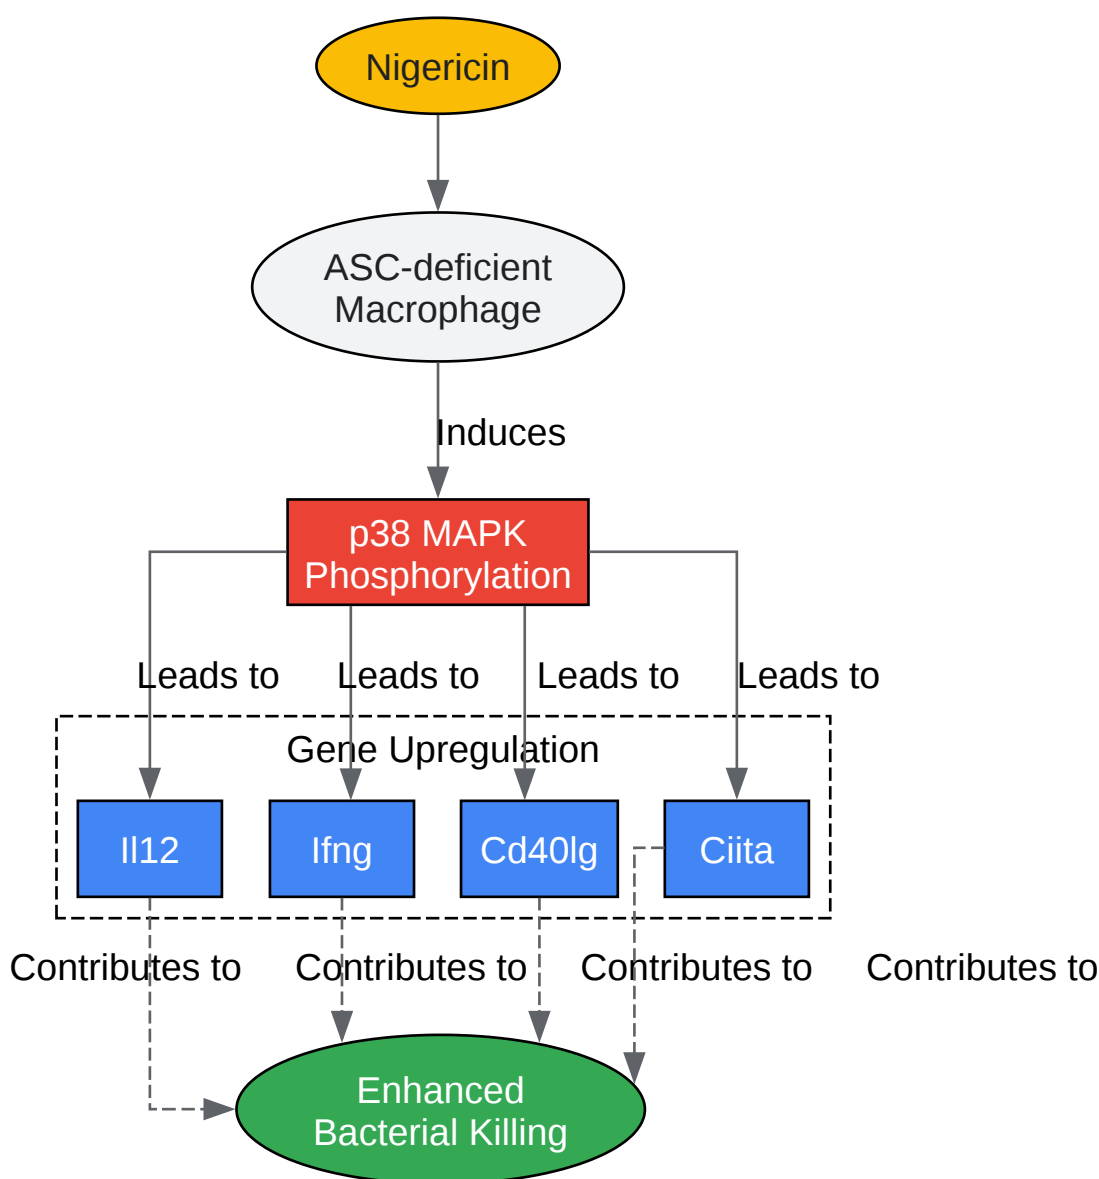 Nigericin
ASC-deficient
Macrophage
Induces
p38 MAPK
Phosphorylation
Leads to
Leads to
Leads to
Leads to
Gene Upregulation
Il12
Ifng
Cd40lg
Ciita
Contributes to
Contributes to
Contributes to
Contributes to
Enhanced
Bacterial Killing